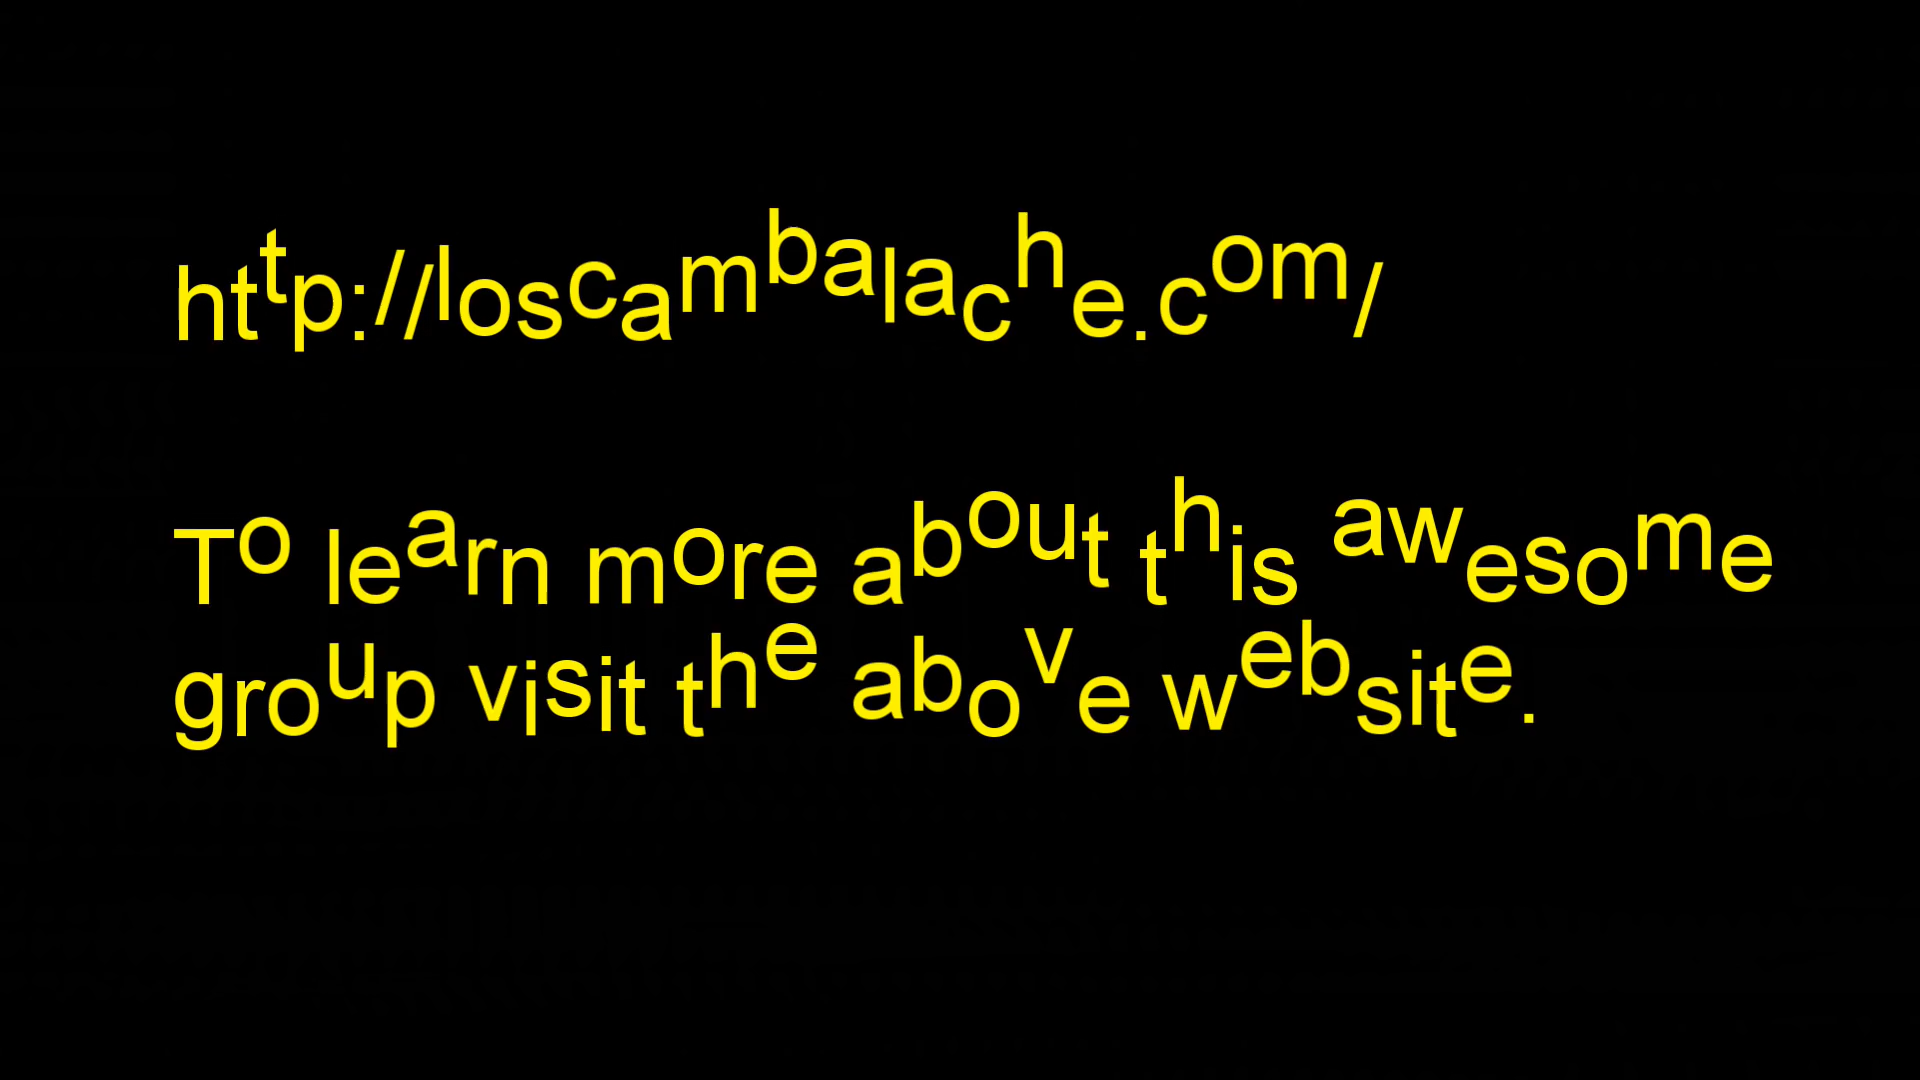 http://loscambalache.com/
To learn more about this awesome
group visit the above website.